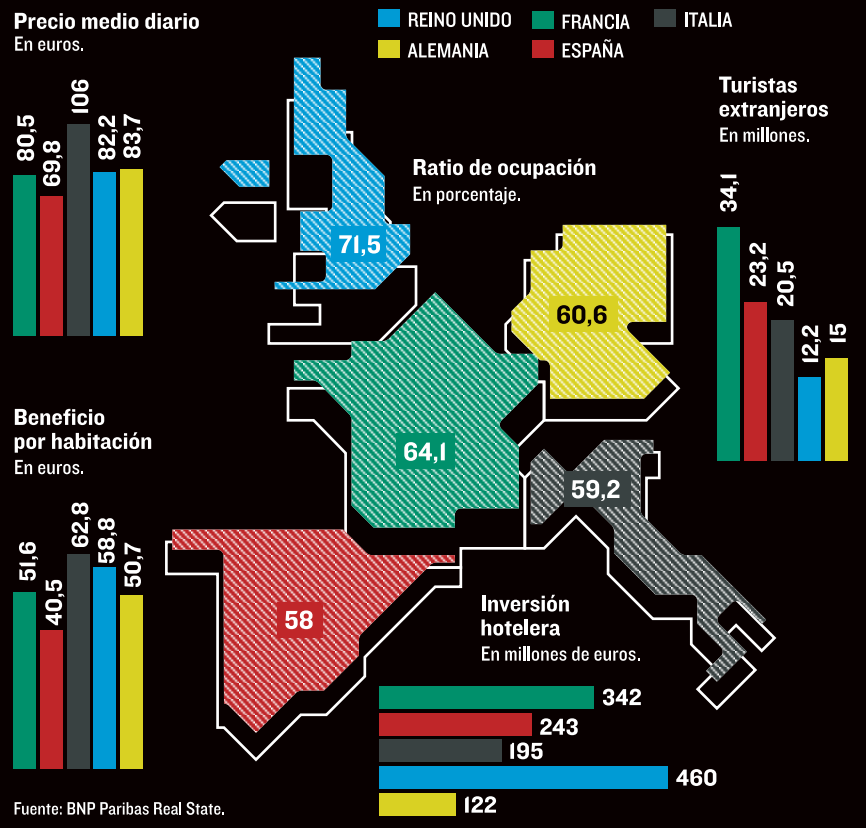 Precio medio diario
En euros.
80,5
69,8
106
82,2
83,7
REINO UNIDO
FRANCIA
ITALIA
ALEMANIA
ESPAÑA
Turistas
extranjeros
En millones.
34,1
23,2
20,5
12,2
15
Ratio de ocupación
En porcentaje.
71,5
60,6
64,1
59,2
58
Beneficio
por habitación
En euros.
51,6
40,5
62,8
58,8
50,7
Inversión
hotelera
En millones de euros.
342
243
195
460
122
Fuente: BNP Paribas Real State.